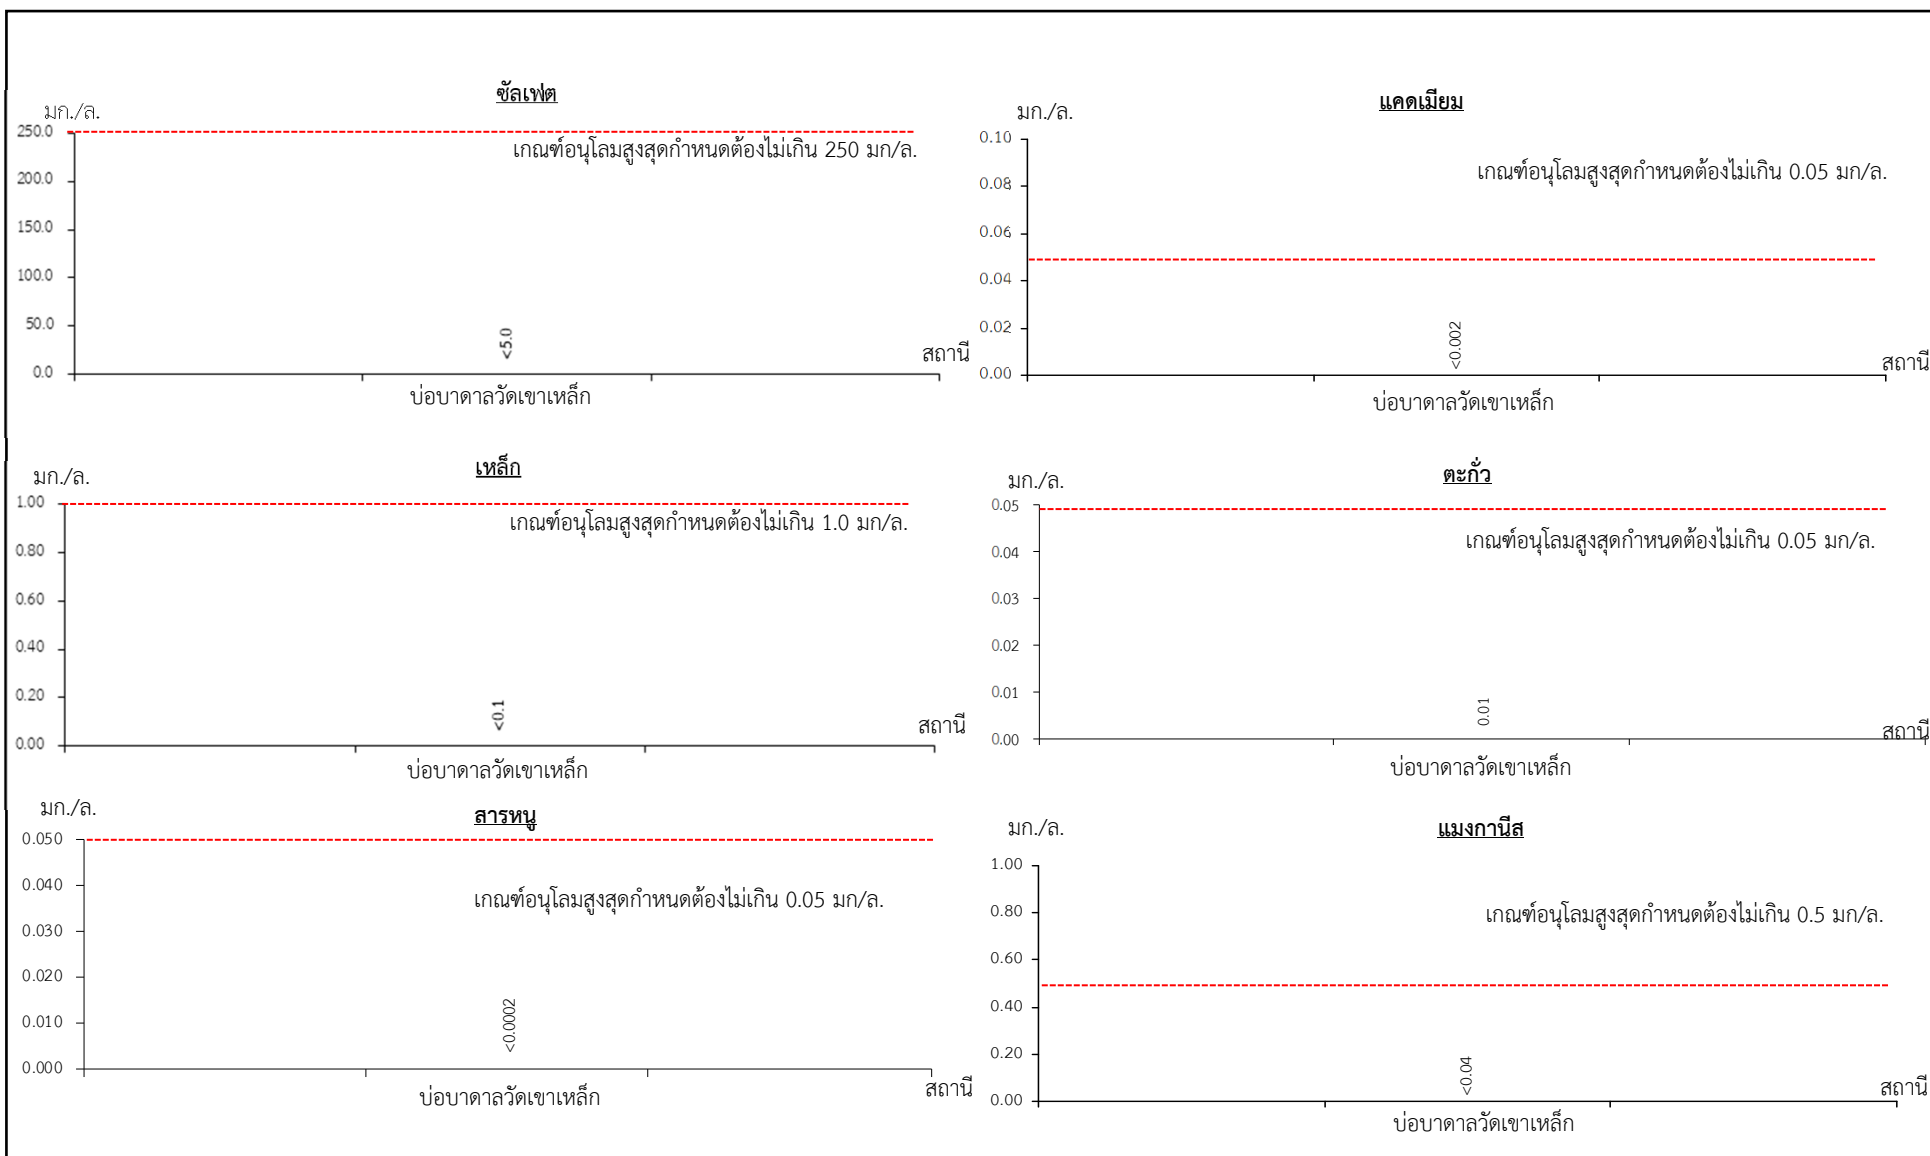 ซัลเฟต
มก./ล.
250.0
เกณฑ์อนุโลมสูงสุดกำหนดต้องไม่เกิน 250 มก/ล.
200.0
150.0
100.0
50.0
<5.0
0.0
สถานี
บ่อบาดาลวัดเขาเหล็ก
แคดเมียม
มก./ล.
0.10
เกณฑ์อนุโลมสูงสุดกำหนดต้องไม่เกิน 0.05 มก/ล.
0.08
0.06
0.04
0.02
<0.002
0.00
สถานี
บ่อบาดาลวัดเขาเหล็ก
เหล็ก
มก./ล.
1.00
เกณฑ์อนุโลมสูงสุดกำหนดต้องไม่เกิน 1.0 มก/ล.
0.80
0.60
0.40
0.20
<0.1
0.00
สถานี
บ่อบาดาลวัดเขาเหล็ก
ตะกั่ว
มก./ล.
0.05
เกณฑ์อนุโลมสูงสุดกำหนดต้องไม่เกิน 0.05 มก/ล.
0.04
0.03
0.02
0.01
0.01
0.00
สถานี
บ่อบาดาลวัดเขาเหล็ก
สารหนู
มก./ล.
0.050
0.040
เกณฑ์อนุโลมสูงสุดกำหนดต้องไม่เกิน 0.05 มก/ล.
0.030
0.020
0.010
<0.0002
0.000
สถานี
บ่อบาดาลวัดเขาเหล็ก
แมงกานีส
มก./ล.
1.00
0.80
เกณฑ์อนุโลมสูงสุดกำหนดต้องไม่เกิน 0.5 มก/ล.
0.60
0.40
0.20
<0.04
0.00
สถานี
บ่อบาดาลวัดเขาเหล็ก